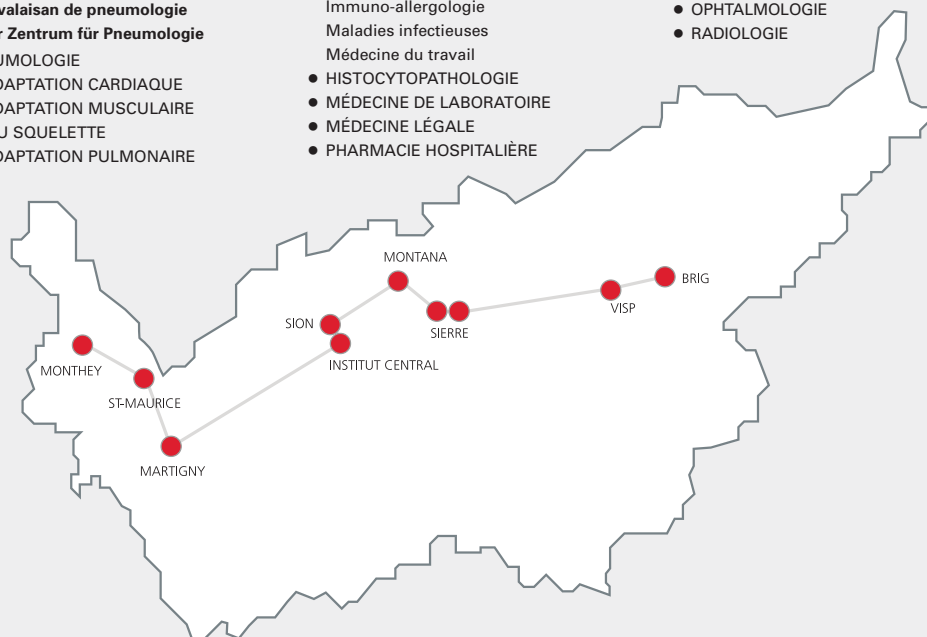 valaisan de pneumologie
r Zentrum für Pneumologie
UMOLOGIE
DAPTATION CARDIAQUE
DAPTATION MUSCULAIRE
U SQUELETTE
DAPTATION PULMONAIRE
Immuno-allergologie
Maladies infectieuses
Médecine du travail
● HISTOCYTOPATHOLOGIE
● MÉDECINE DE LABORATOIRE
● MÉDECINE LÉGALE
● PHARMACIE HOSPITALIÈRE
● OPHTALMOLOGIE
● RADIOLOGIE
MONTANA
BRIG
VISP
SION
SIERRE
INSTITUT CENTRAL
MONTHEY
ST-MAURICE
MARTIGNY